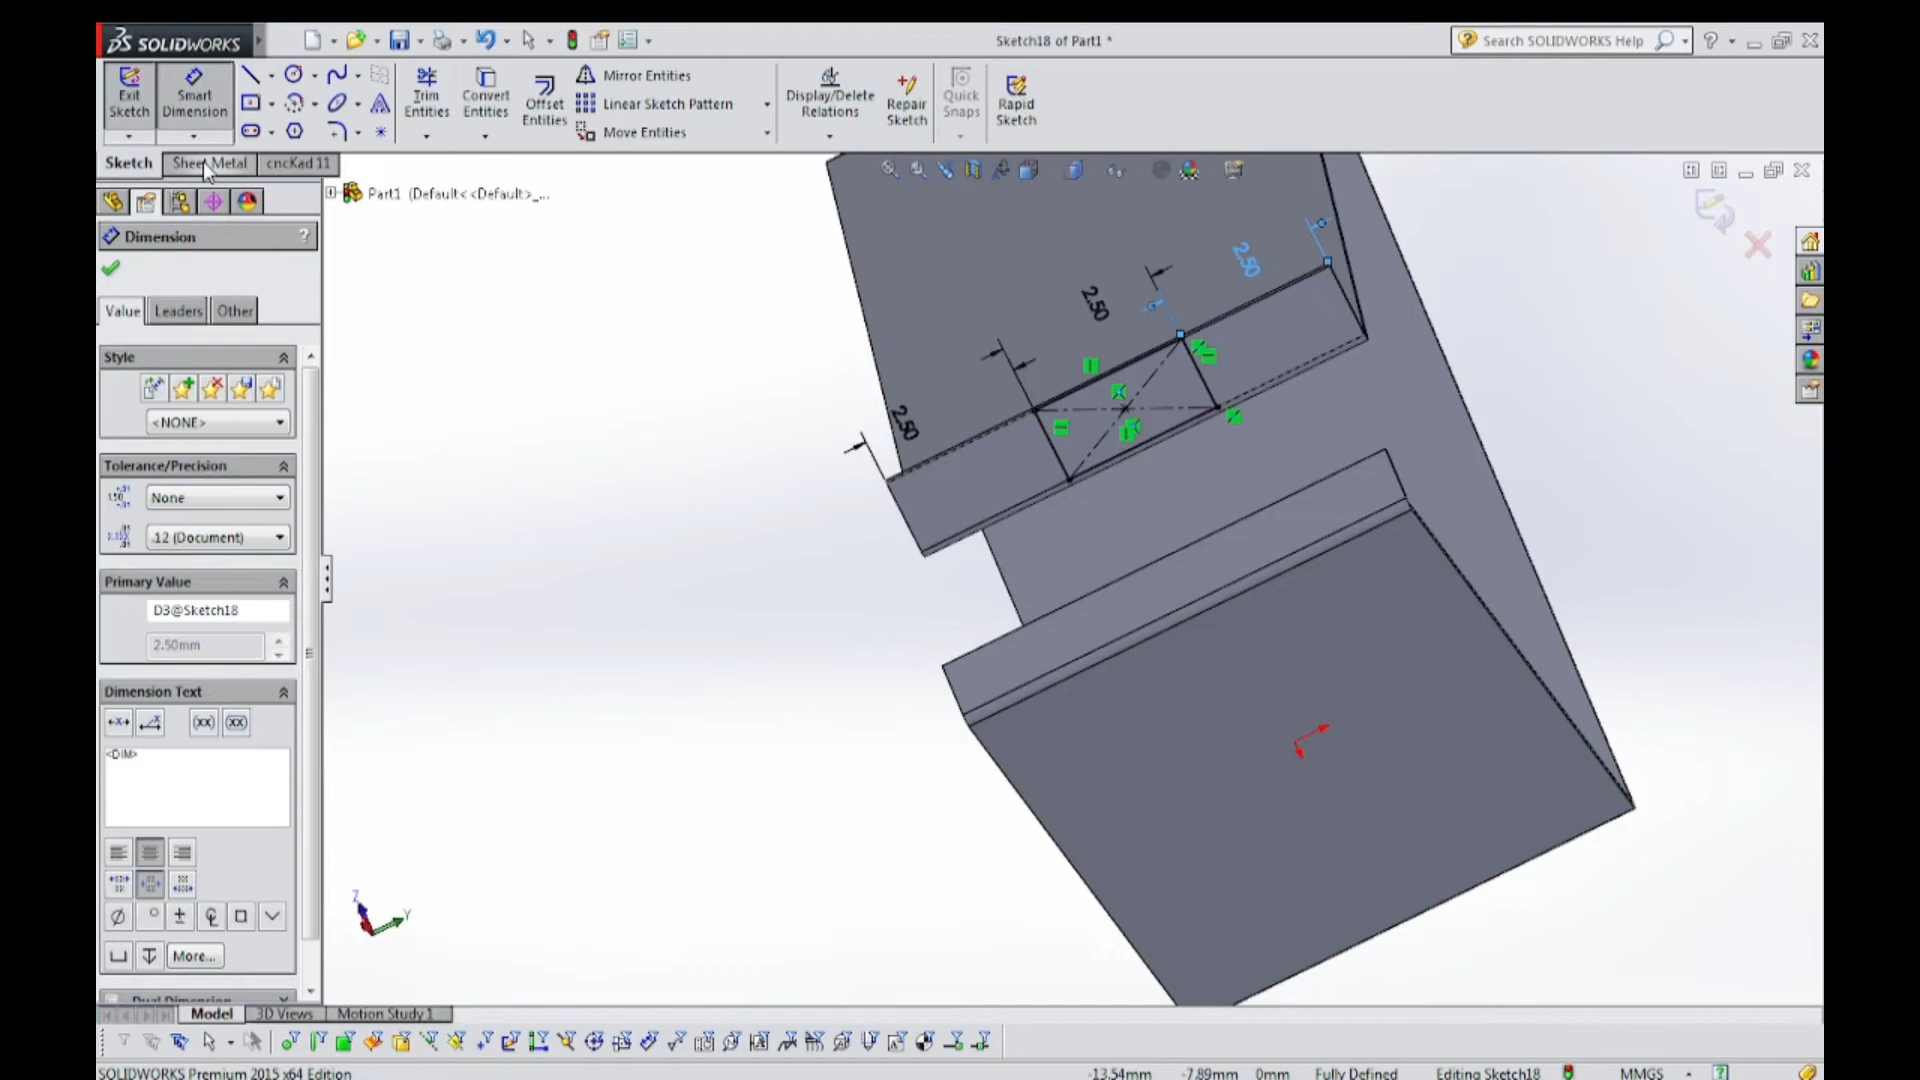 SOLIDWORKS
Sketch18 of Part1 *
Search SOLIDWORKS Help
Exit Sketch
Smart Dimension
Trim Entities
Convert Entities
Offset Entities
Mirror Entities
Linear Sketch Pattern
Move Entities
Display/Delete Relations
Repair Sketch
Quick Snaps
Rapid Sketch
Sketch
Sheet Metal
cncKad 11
Part1 (Default<<Default>_...
Dimension
?
Value
Leaders
Other
Style
<NONE>
Tolerance/Precision
None
.12 (Document)
Primary Value
D3@Sketch18
2.50mm
Dimension Text
<DIM>
More...
Dual Dimension
2.50
2.50
2.50
Z
Y
Model
3D Views
Motion Study 1
SOLIDWORKS Premium 2015 x64 Edition
-13.54mm
-7.89mm
0mm
Fully Defined
Editing Sketch18
MMGS